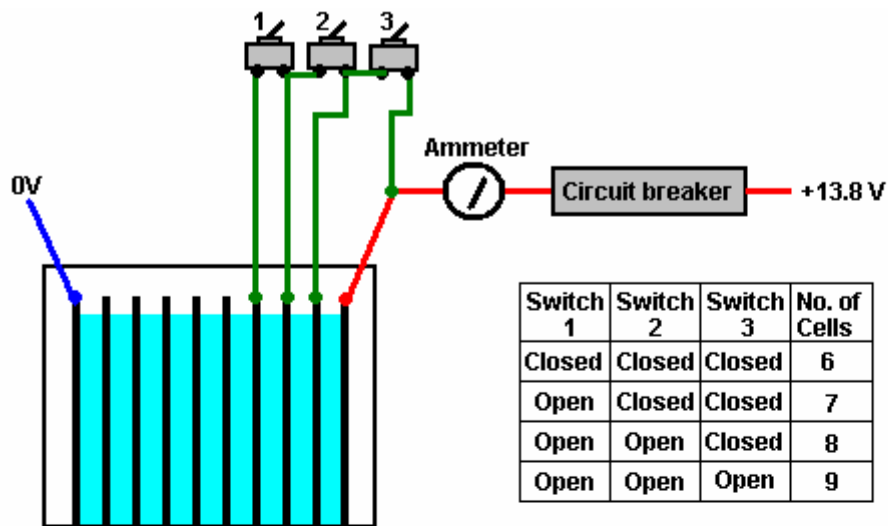 1 2 3
Ammeter
0V
Circuit breaker
+13.8 V
Switch 1 Switch 2 Switch 3 No. of Cells
Closed Closed Closed 6
Open Closed Closed 7
Open Open Closed 8
Open Open Open 9